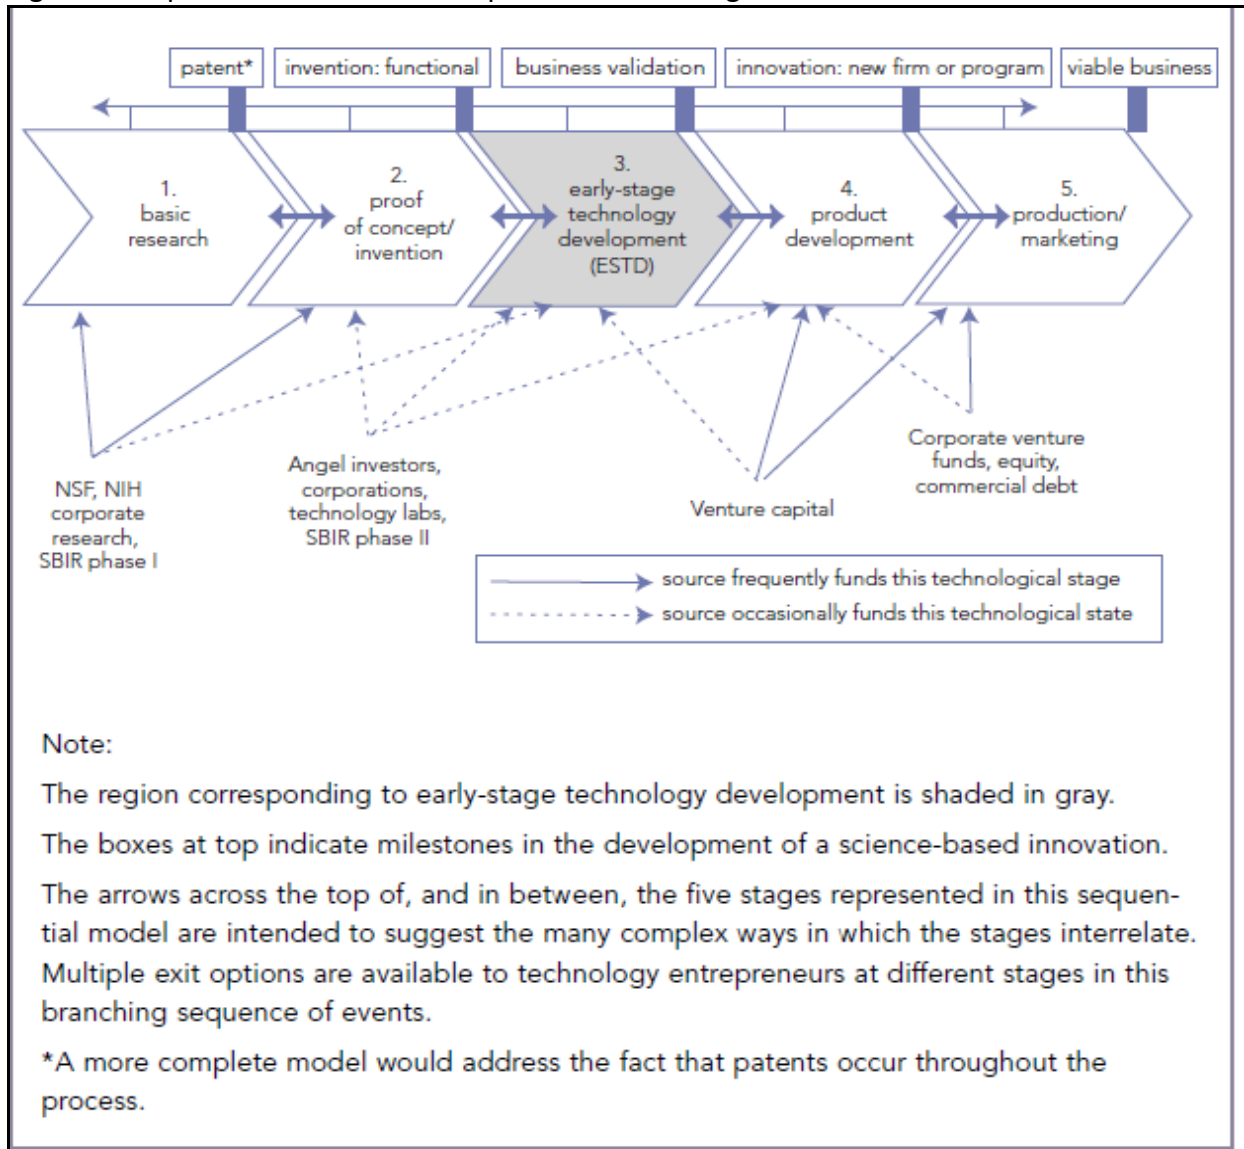 patent*
invention: functional
business validation
innovation: new firm or program
viable business
1.
basic
research
2.
proof
of concept/
invention
3.
early-stage
technology
development
(ESTD)
4.
product
development
5.
production/
marketing
NSF, NIH
corporate
research,
SBIR phase I
Angel investors,
corporations,
technology labs,
SBIR phase II
Venture capital
Corporate venture
funds, equity,
commercial debt
source frequently funds this technological stage
source occasionally funds this technological state
Note:
The region corresponding to early-stage technology development is shaded in gray.
The boxes at top indicate milestones in the development of a science-based innovation.
The arrows across the top of, and in between, the five stages represented in this sequen-
tial model are intended to suggest the many complex ways in which the stages interrelate.
Multiple exit options are available to technology entrepreneurs at different stages in this
branching sequence of events.
*A more complete model would address the fact that patents occur throughout the
process.